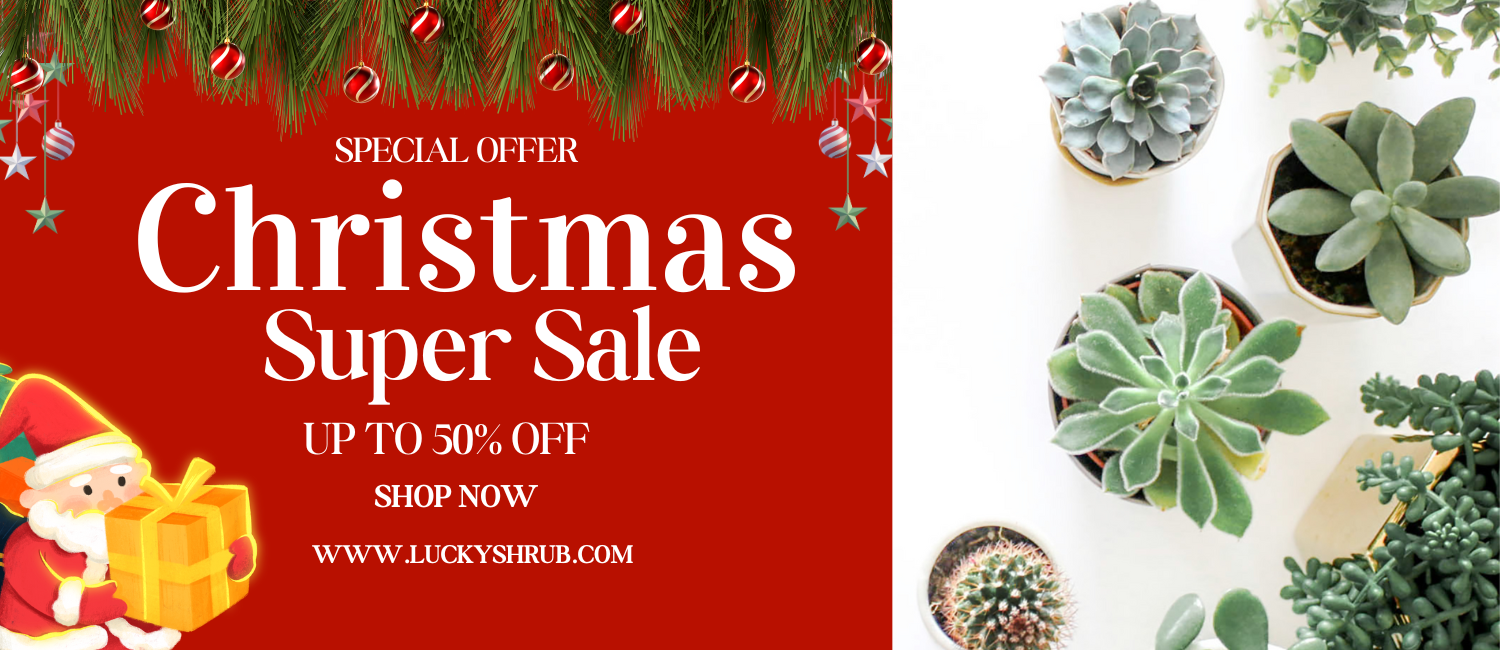 SPECIAL OFFER
Christmas
Super Sale
UP TO 50% OFF
SHOP NOW
WWW.LUCKYSHRUB.COM